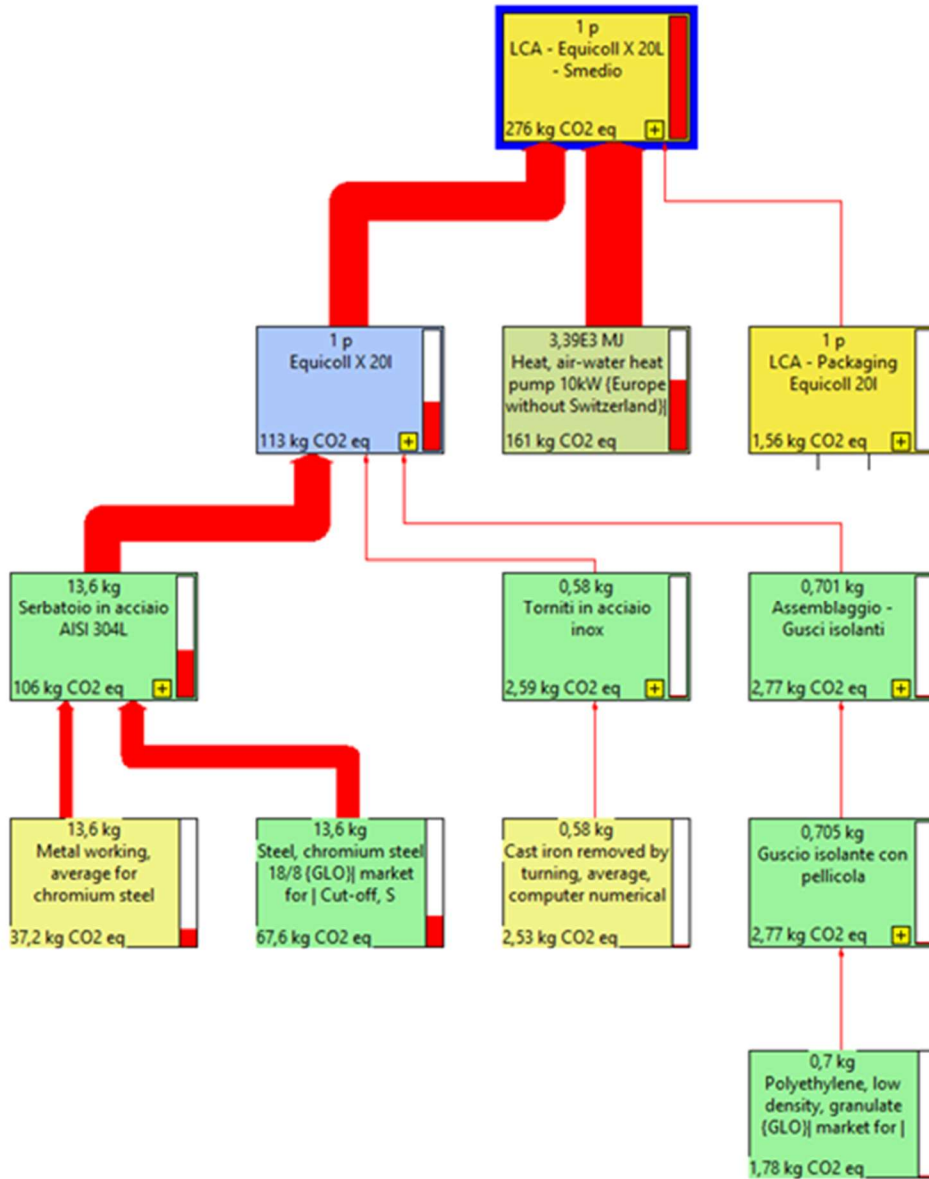 1 p
LCA - Equicoll X 20L
- Smedio
276 kg CO2 eq
+
1 p
Equicoll X 20l
113 kg CO2 eq
+
3,39E3 MJ
Heat, air-water heat
pump 10kW {Europe
without Switzerland}|
161 kg CO2 eq
1 p
LCA - Packaging
Equicoll 20l
1,56 kg CO2 eq
+
13,6 kg
Serbatoio in acciaio
AISI 304L
106 kg CO2 eq
+
0,58 kg
Torniti in acciaio
inox
2,59 kg CO2 eq
+
0,701 kg
Assemblaggio -
Gusci isolanti
2,77 kg CO2 eq
+
13,6 kg
Metal working,
average for
chromium steel
37,2 kg CO2 eq
13,6 kg
Steel, chromium steel
18/8 {GLO}| market
for | Cut-off, S
67,6 kg CO2 eq
0,58 kg
Cast iron removed by
turning, average,
computer numerical
2,53 kg CO2 eq
0,705 kg
Guscio isolante con
pellicola
2,77 kg CO2 eq
+
0,7 kg
Polyethylene, low
density, granulate
{GLO}| market for |
1,78 kg CO2 eq